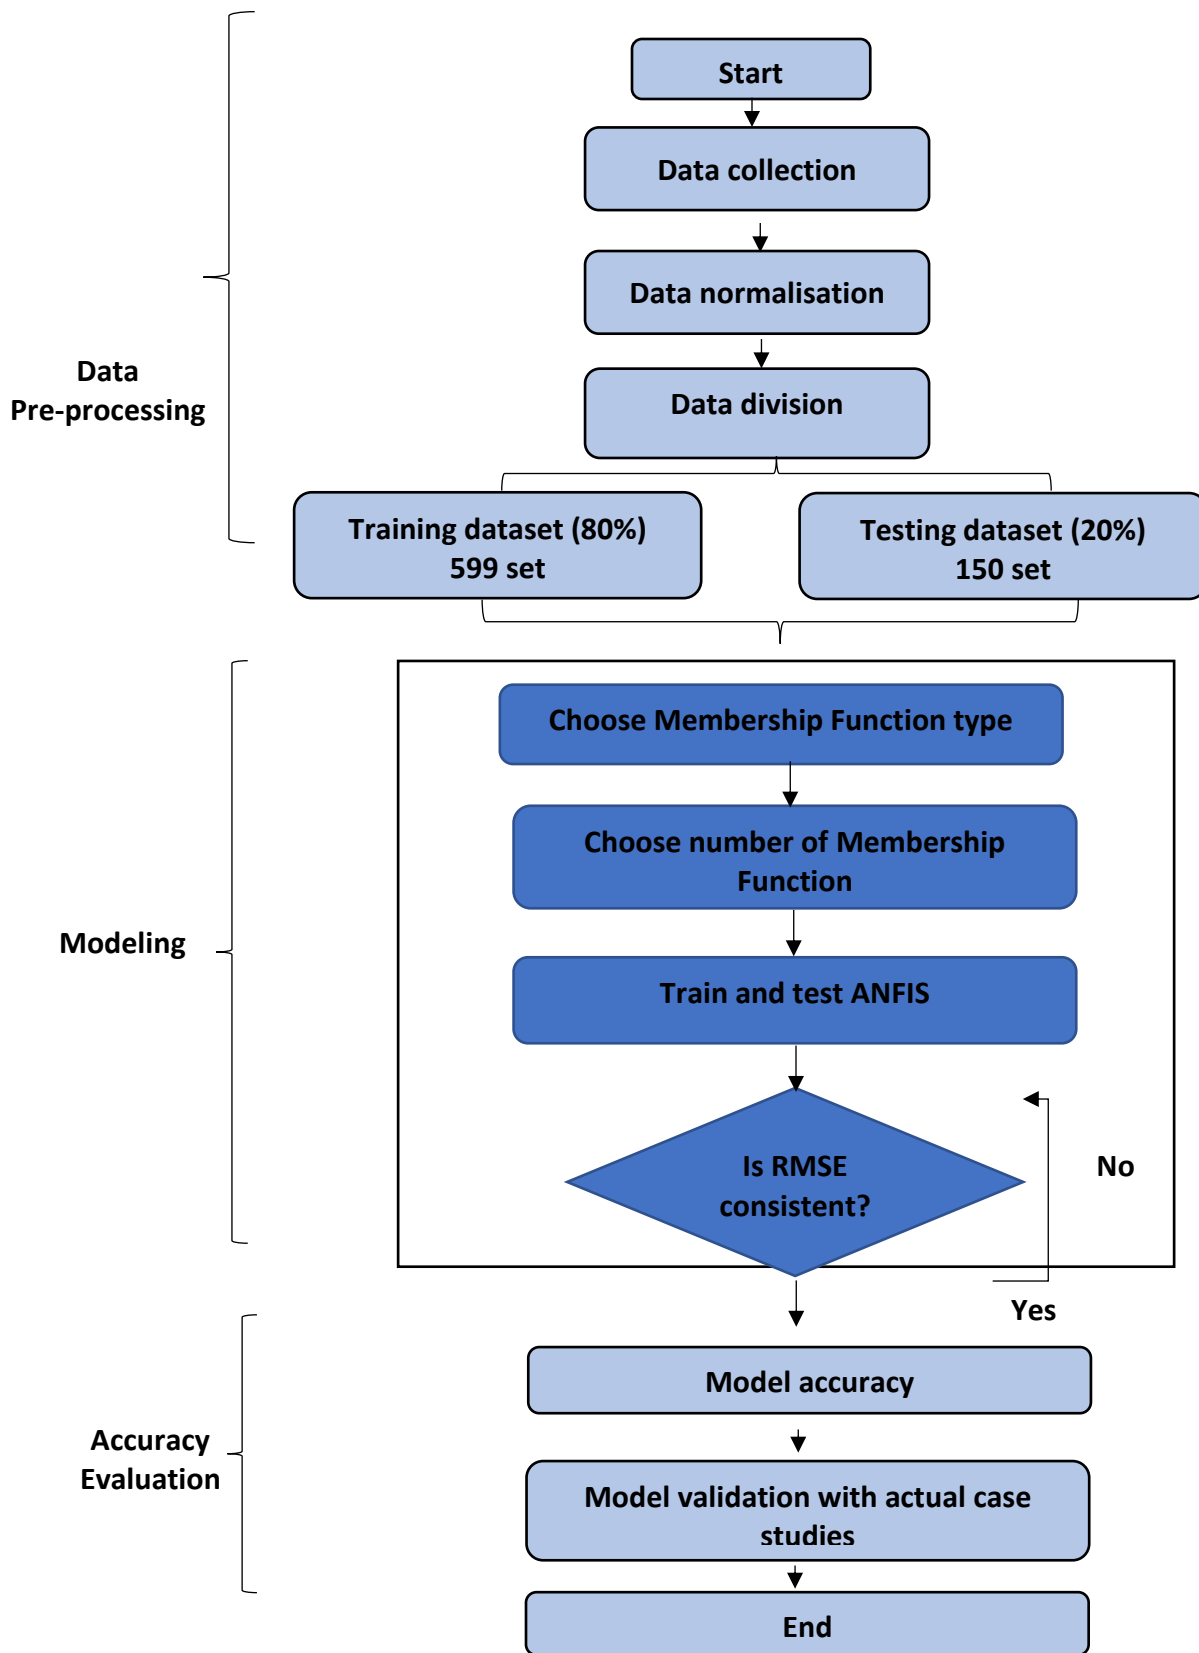 Start
Data collection
Data normalisation
Data
Pre-processing
Data division
Training dataset (80%)
599 set
Testing dataset (20%)
150 set
Choose Membership Function type
Choose number of Membership
Function
Modeling
Train and test ANFIS
Is RMSE
consistent?
No
Yes
Model accuracy
Accuracy
Evaluation
Model validation with actual case
studies
End